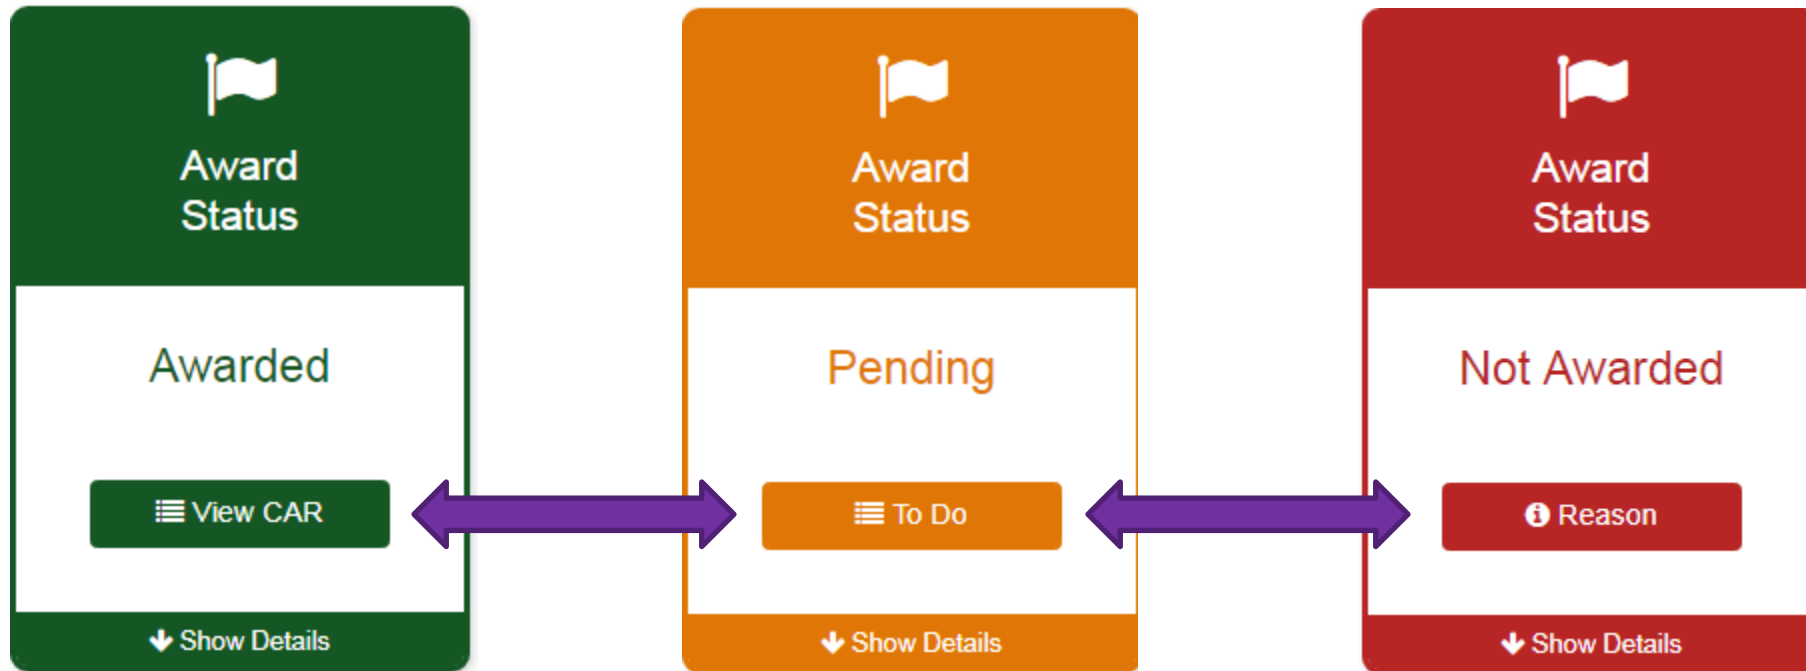 Award
Status
Awarded
View CAR
Show Details
Award
Status
Pending
To Do
Show Details
Award
Status
Not Awarded
Reason
Show Details